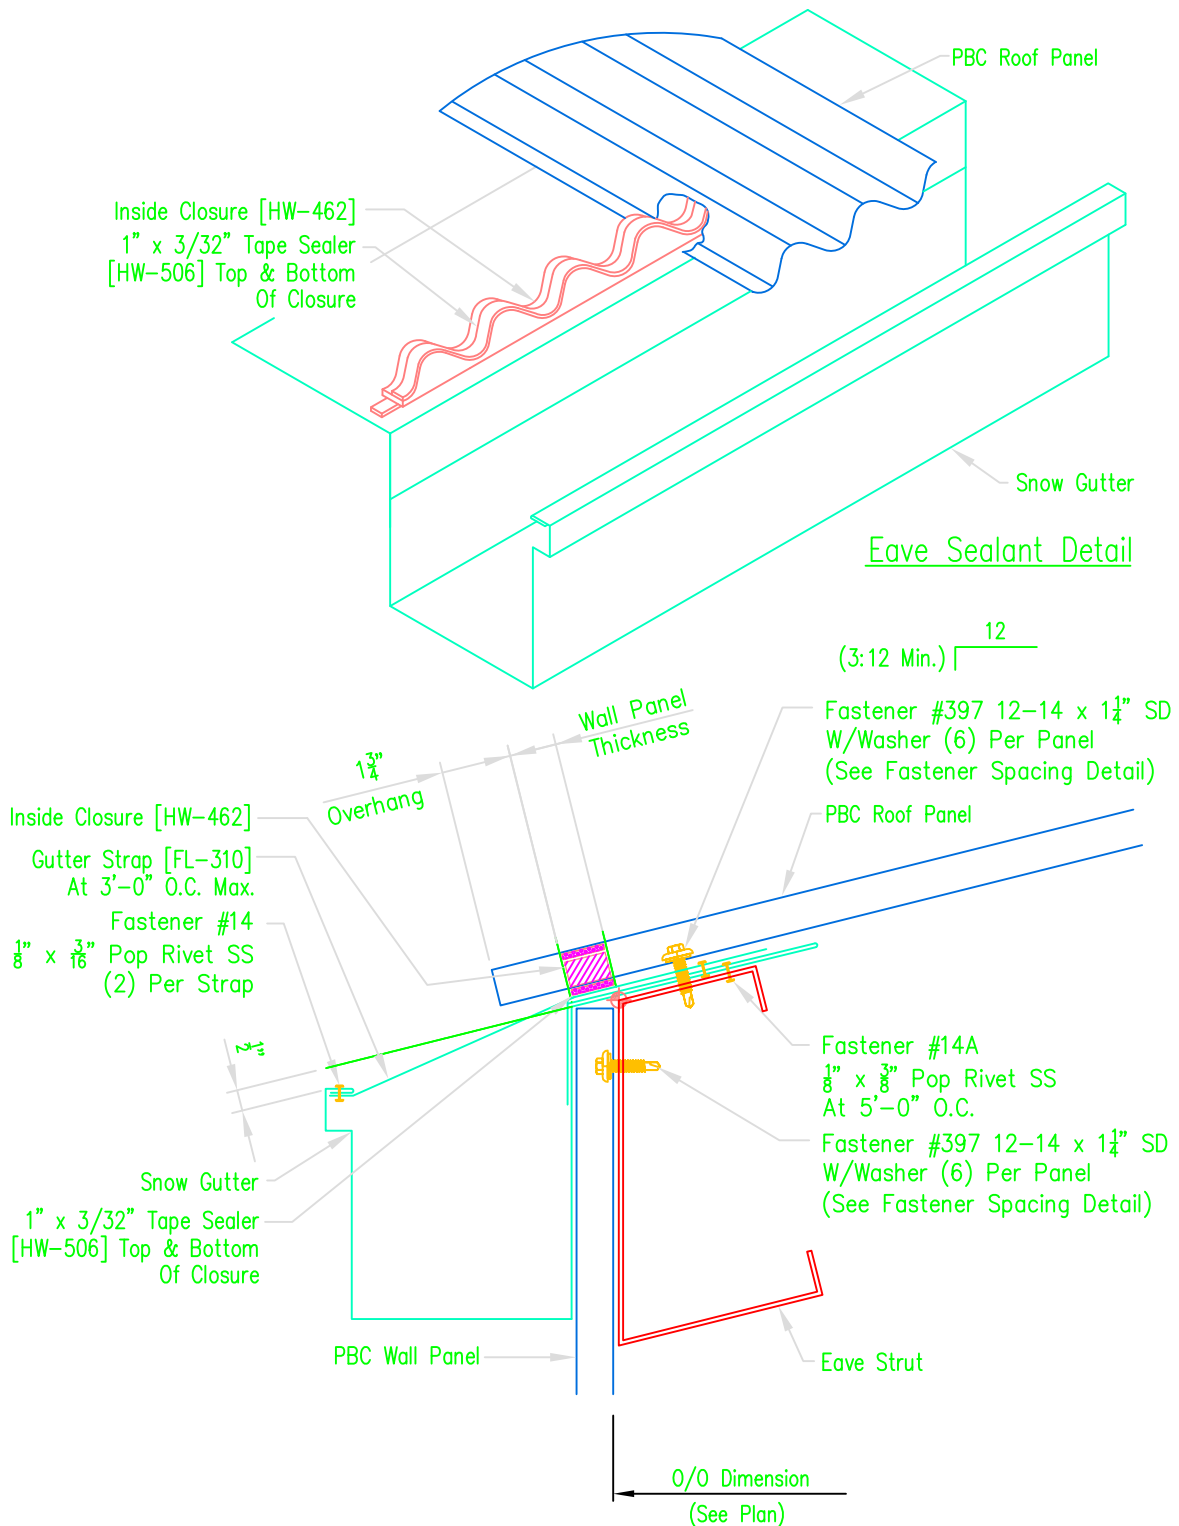 PBC Roof Panel
Inside Closure [HW-462]
1" x 3/32" Tape Sealer
[HW-506] Top & Bottom
Of Closure
Snow Gutter
Eave Sealant Detail
12
(3:12 Min.)
Wall Panel
Thickness
1 3/4"
Overhang
Fastener #397 12-14 x 1 1/4" SD
W/Washer (6) Per Panel
(See Fastener Spacing Detail)
PBC Roof Panel
Inside Closure [HW-462]
Gutter Strap [FL-310]
At 3'-0" O.C. Max.
Fastener #14
1/8" x 3/16" Pop Rivet SS
(2) Per Strap
1/2"
Fastener #14A
1/8" x 3/8" Pop Rivet SS
At 5'-0" O.C.
Fastener #397 12-14 x 1 1/4" SD
W/Washer (6) Per Panel
(See Fastener Spacing Detail)
Snow Gutter
1" x 3/32" Tape Sealer
[HW-506] Top & Bottom
Of Closure
PBC Wall Panel
Eave Strut
O/O Dimension
(See Plan)